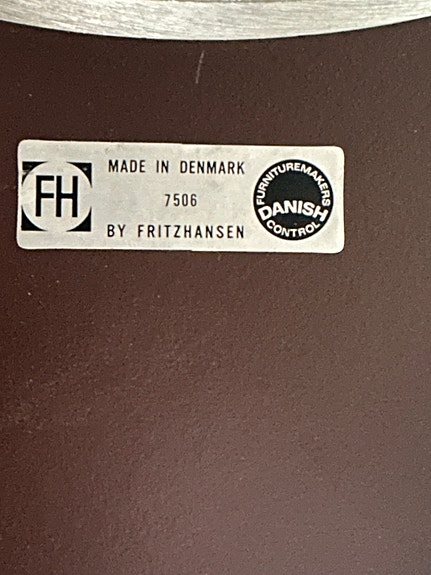 FH
MADE IN DENMARK
7506
BY FRITZHANSEN
FURNITUREMAKERS
DANISH
CONTROL